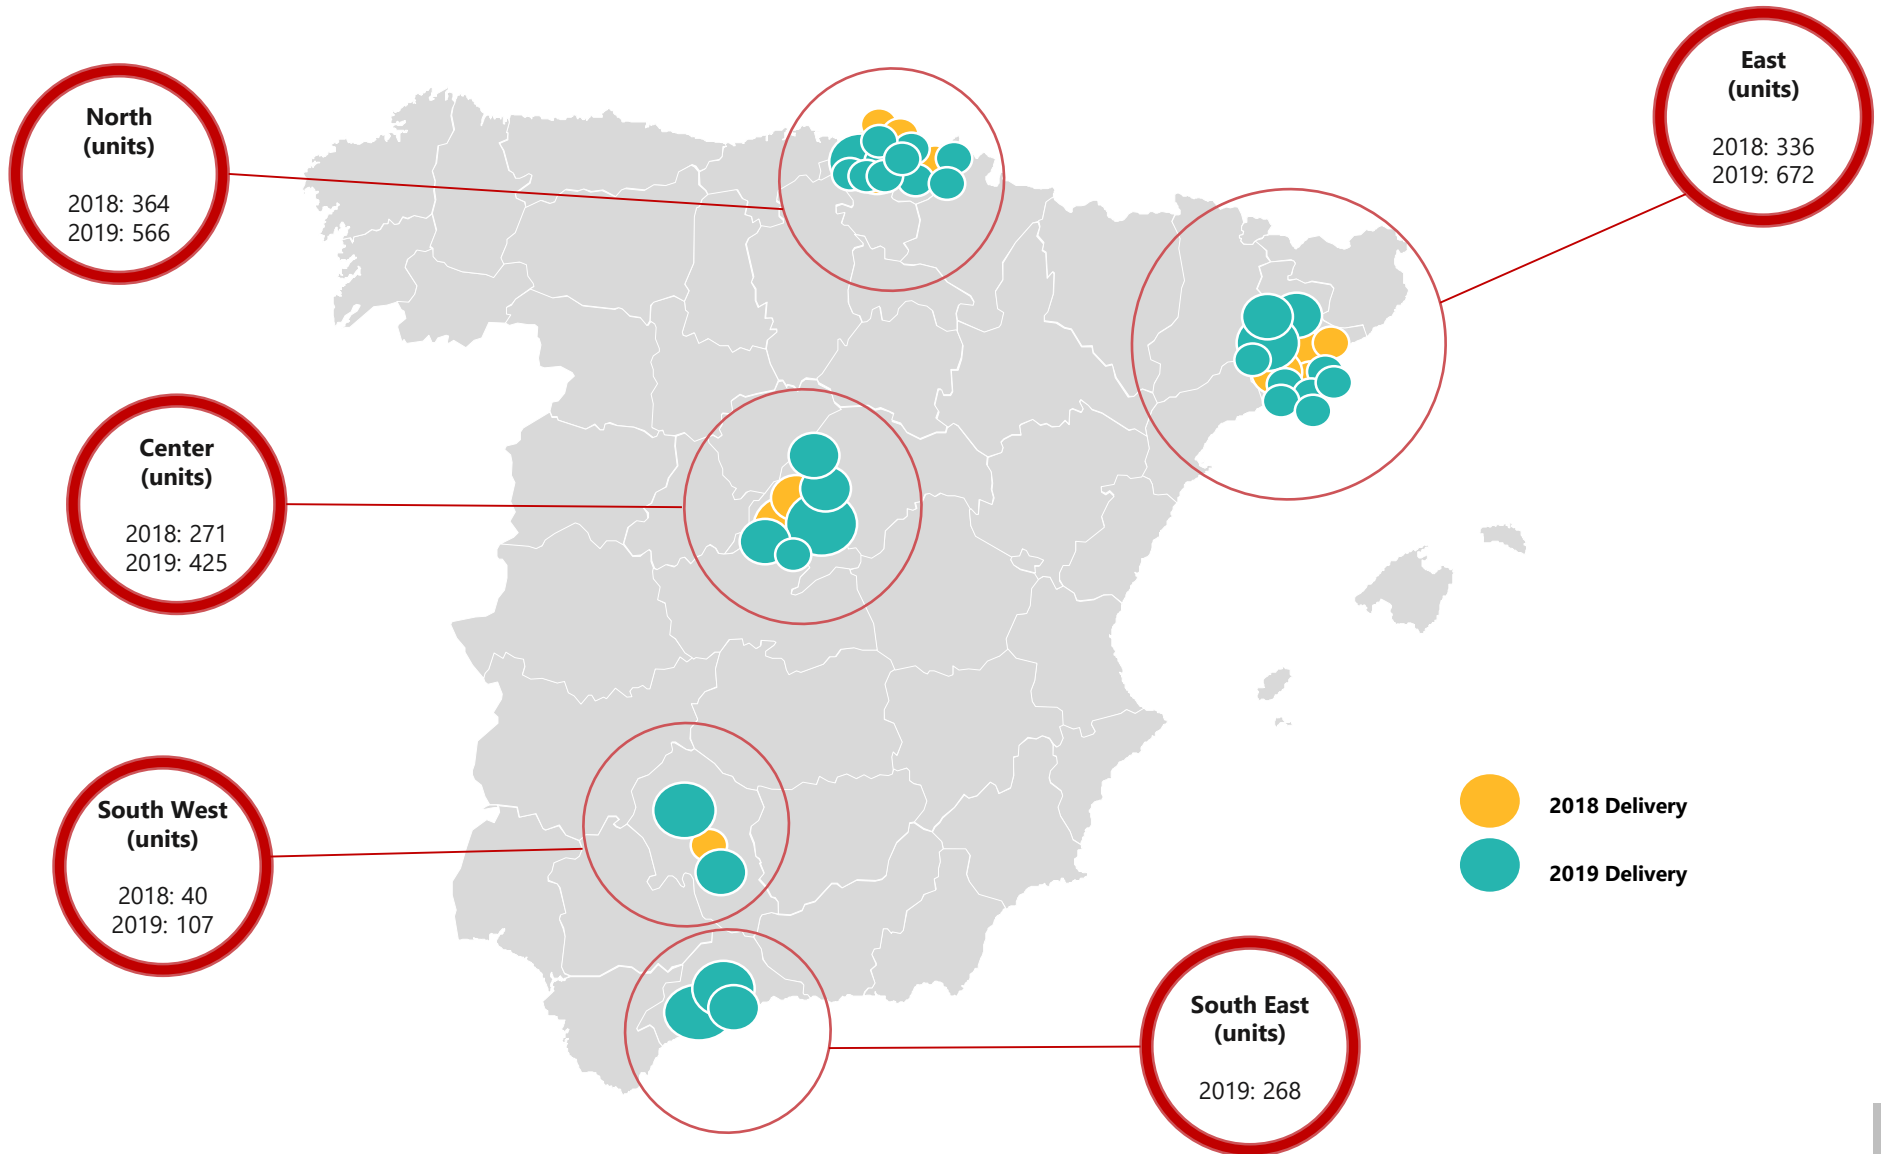 North
(units)
2018: 364
2019: 566
East
(units)
2018: 336
2019: 672
Center
(units)
2018: 271
2019: 425
South West
(units)
2018: 40
2019: 107
2018 Delivery
2019 Delivery
South East
(units)
2019: 268